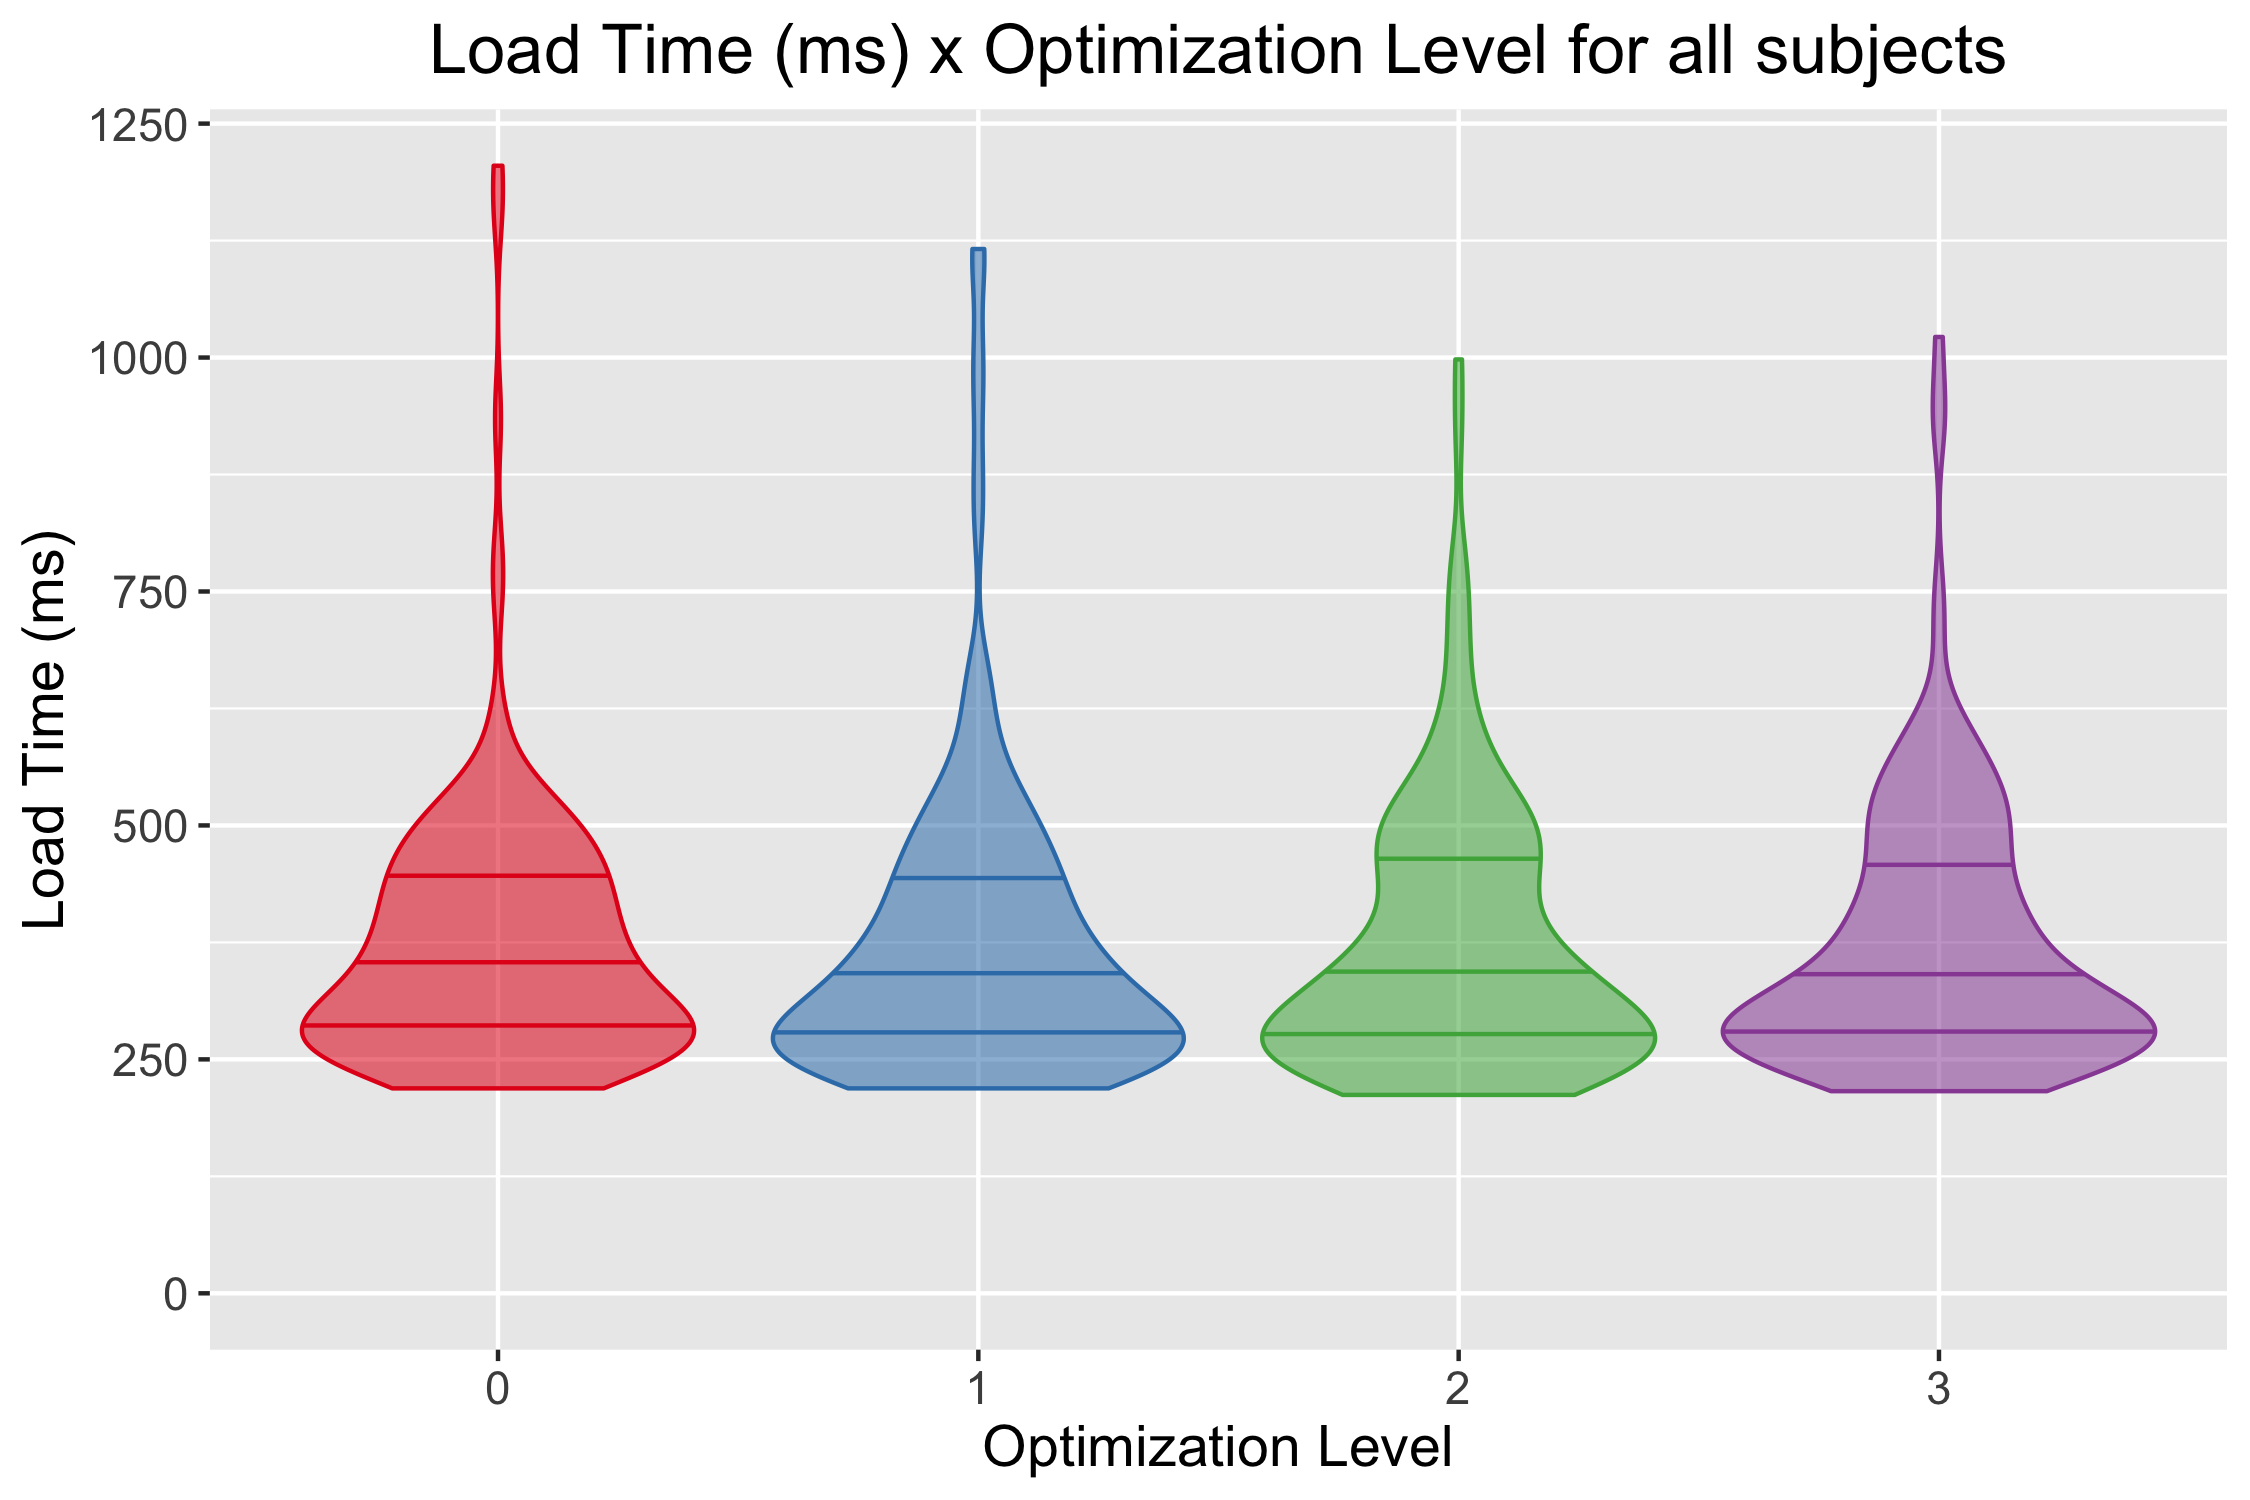 Load Time (ms) x Optimization Level for all subjects
1250
1000
750
500
250
0
Load Time (ms)
0 1 2 3
Optimization Level